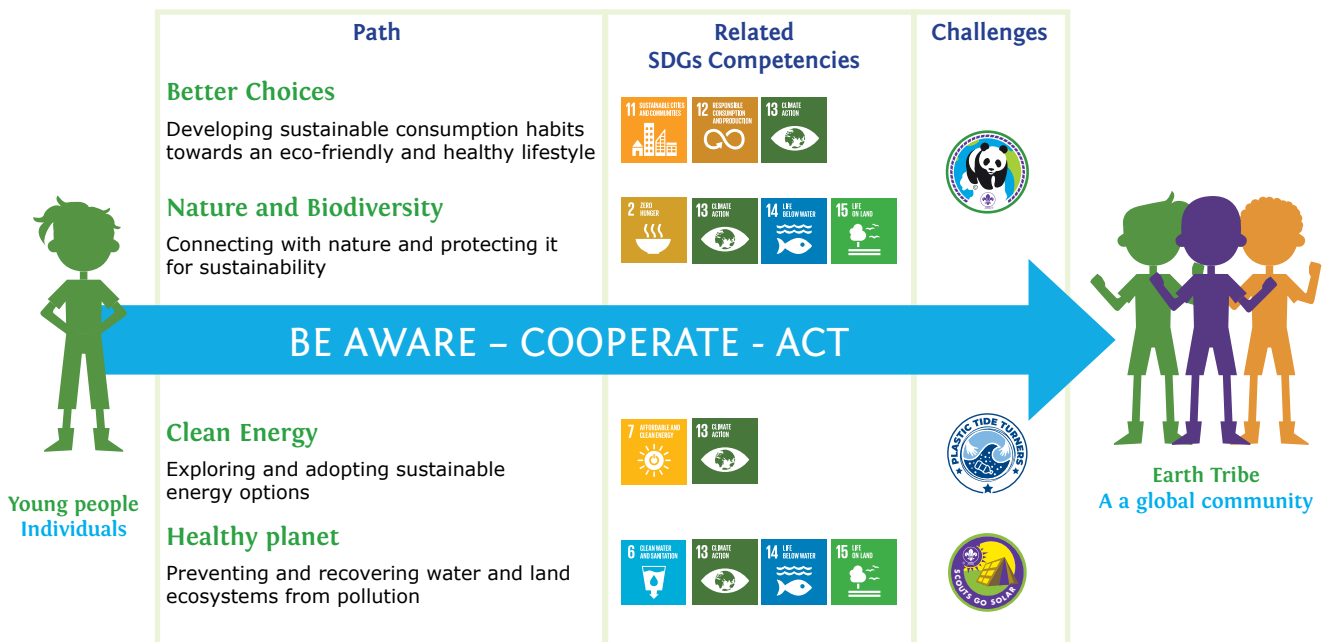 Path
Related
SDGs Competencies
Challenges
Better Choices
Developing sustainable consumption habits
towards an eco-friendly and healthy lifestyle
11 SUSTAINABLE CITIES
AND COMMUNITIES
12 RESPONSIBLE
CONSUMPTION
AND PRODUCTION
13 CLIMATE
ACTION
Nature and Biodiversity
Connecting with nature and protecting it
for sustainability
2 ZERO
HUNGER
13 CLIMATE
ACTION
14 LIFE
BELOW WATER
15 LIFE
ON LAND
BE AWARE – COOPERATE - ACT
Clean Energy
Exploring and adopting sustainable
energy options
7 AFFORDABLE AND
CLEAN ENERGY
13 CLIMATE
ACTION
PLASTIC TIDE TURNERS
Healthy planet
Preventing and recovering water and land
ecosystems from pollution
6 CLEAN WATER
AND SANITATION
13 CLIMATE
ACTION
14 LIFE
BELOW WATER
15 LIFE
ON LAND
SCOUTS GO SOLAR
Young people
Individuals
Earth Tribe
A a global community